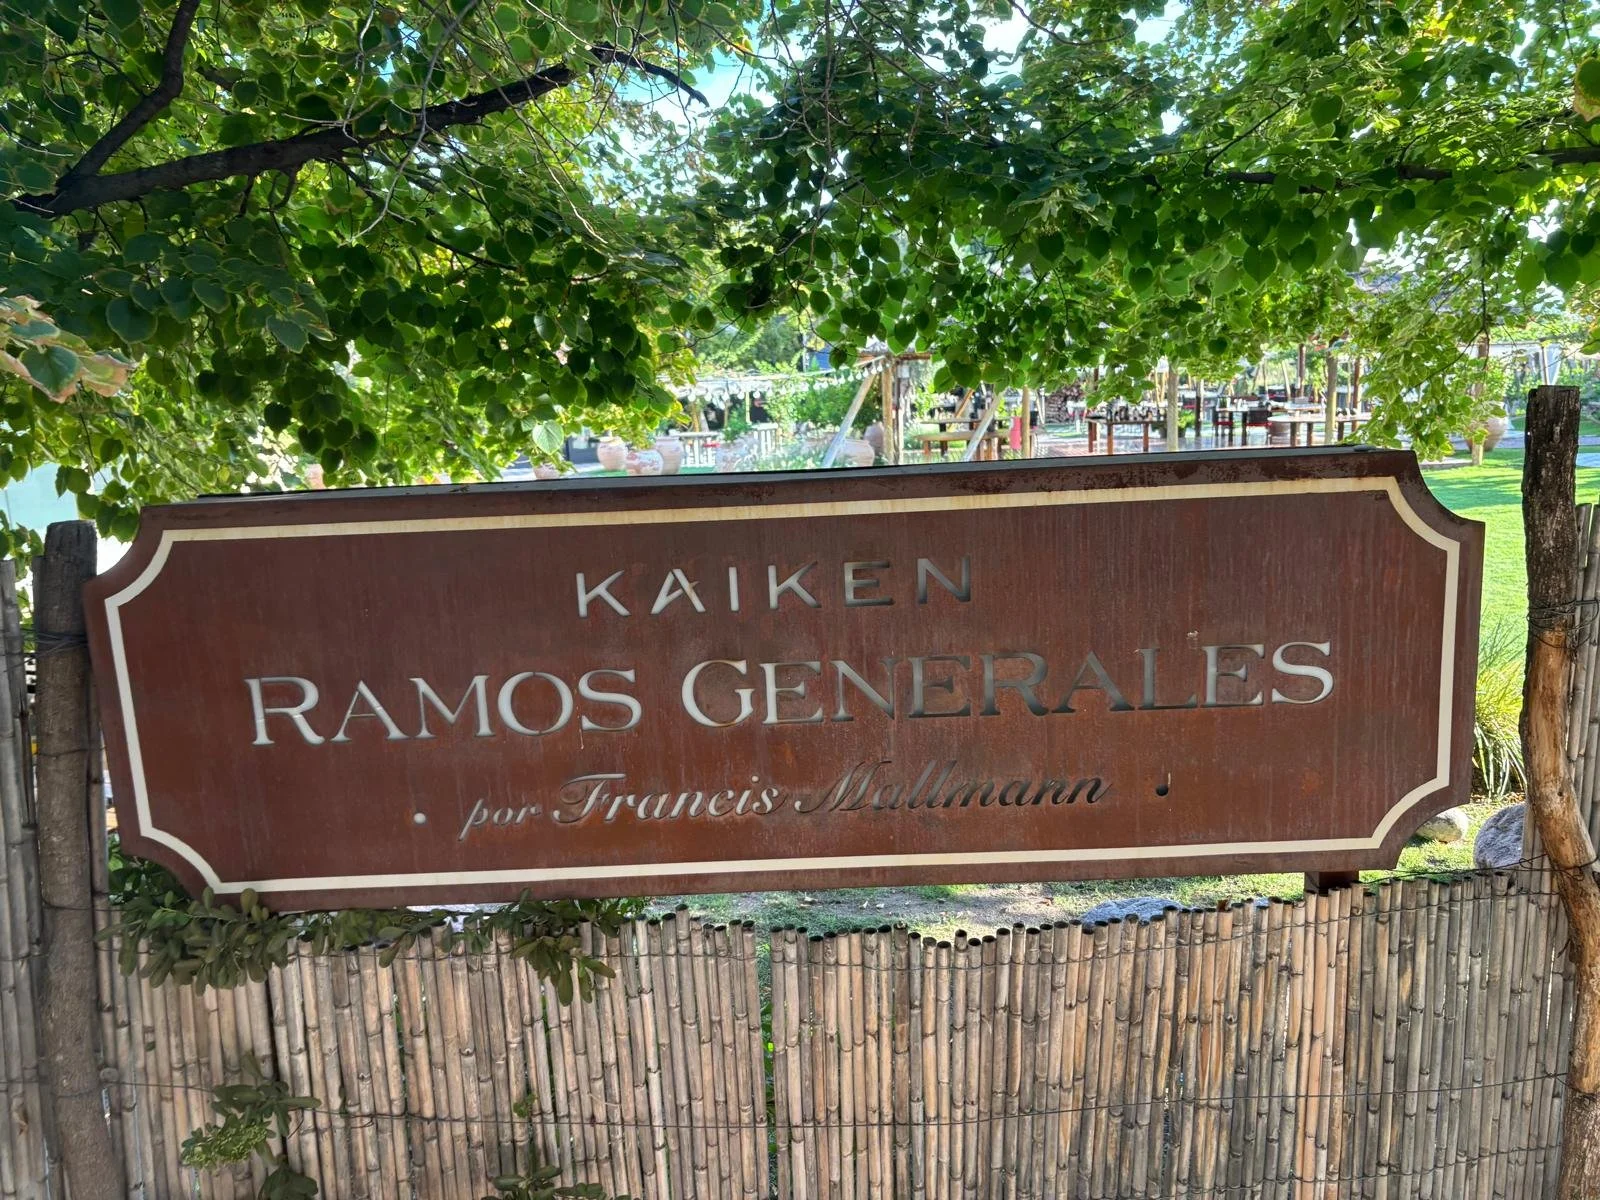 KAIKEN
RAMOS GENERALES
• por Francis Mallmann •